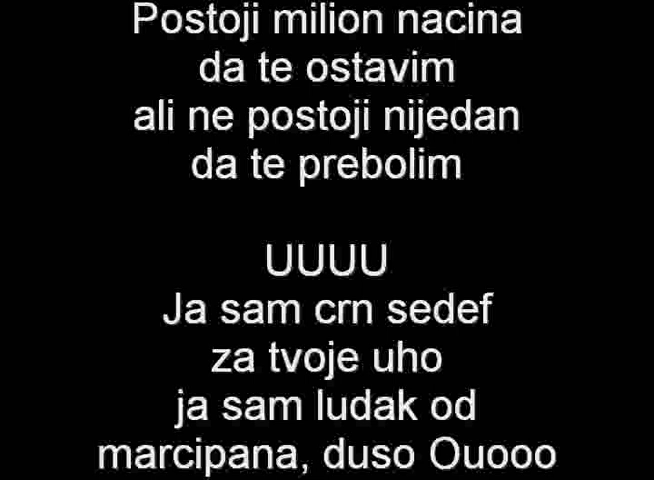 Postoji milion nacina
da te ostavim
ali ne postoji nijedan
da te prebolim
UUUU
Ja sam crn sedef
za tvoje uho
ja sam ludak od
marcipana, duso Ouooo